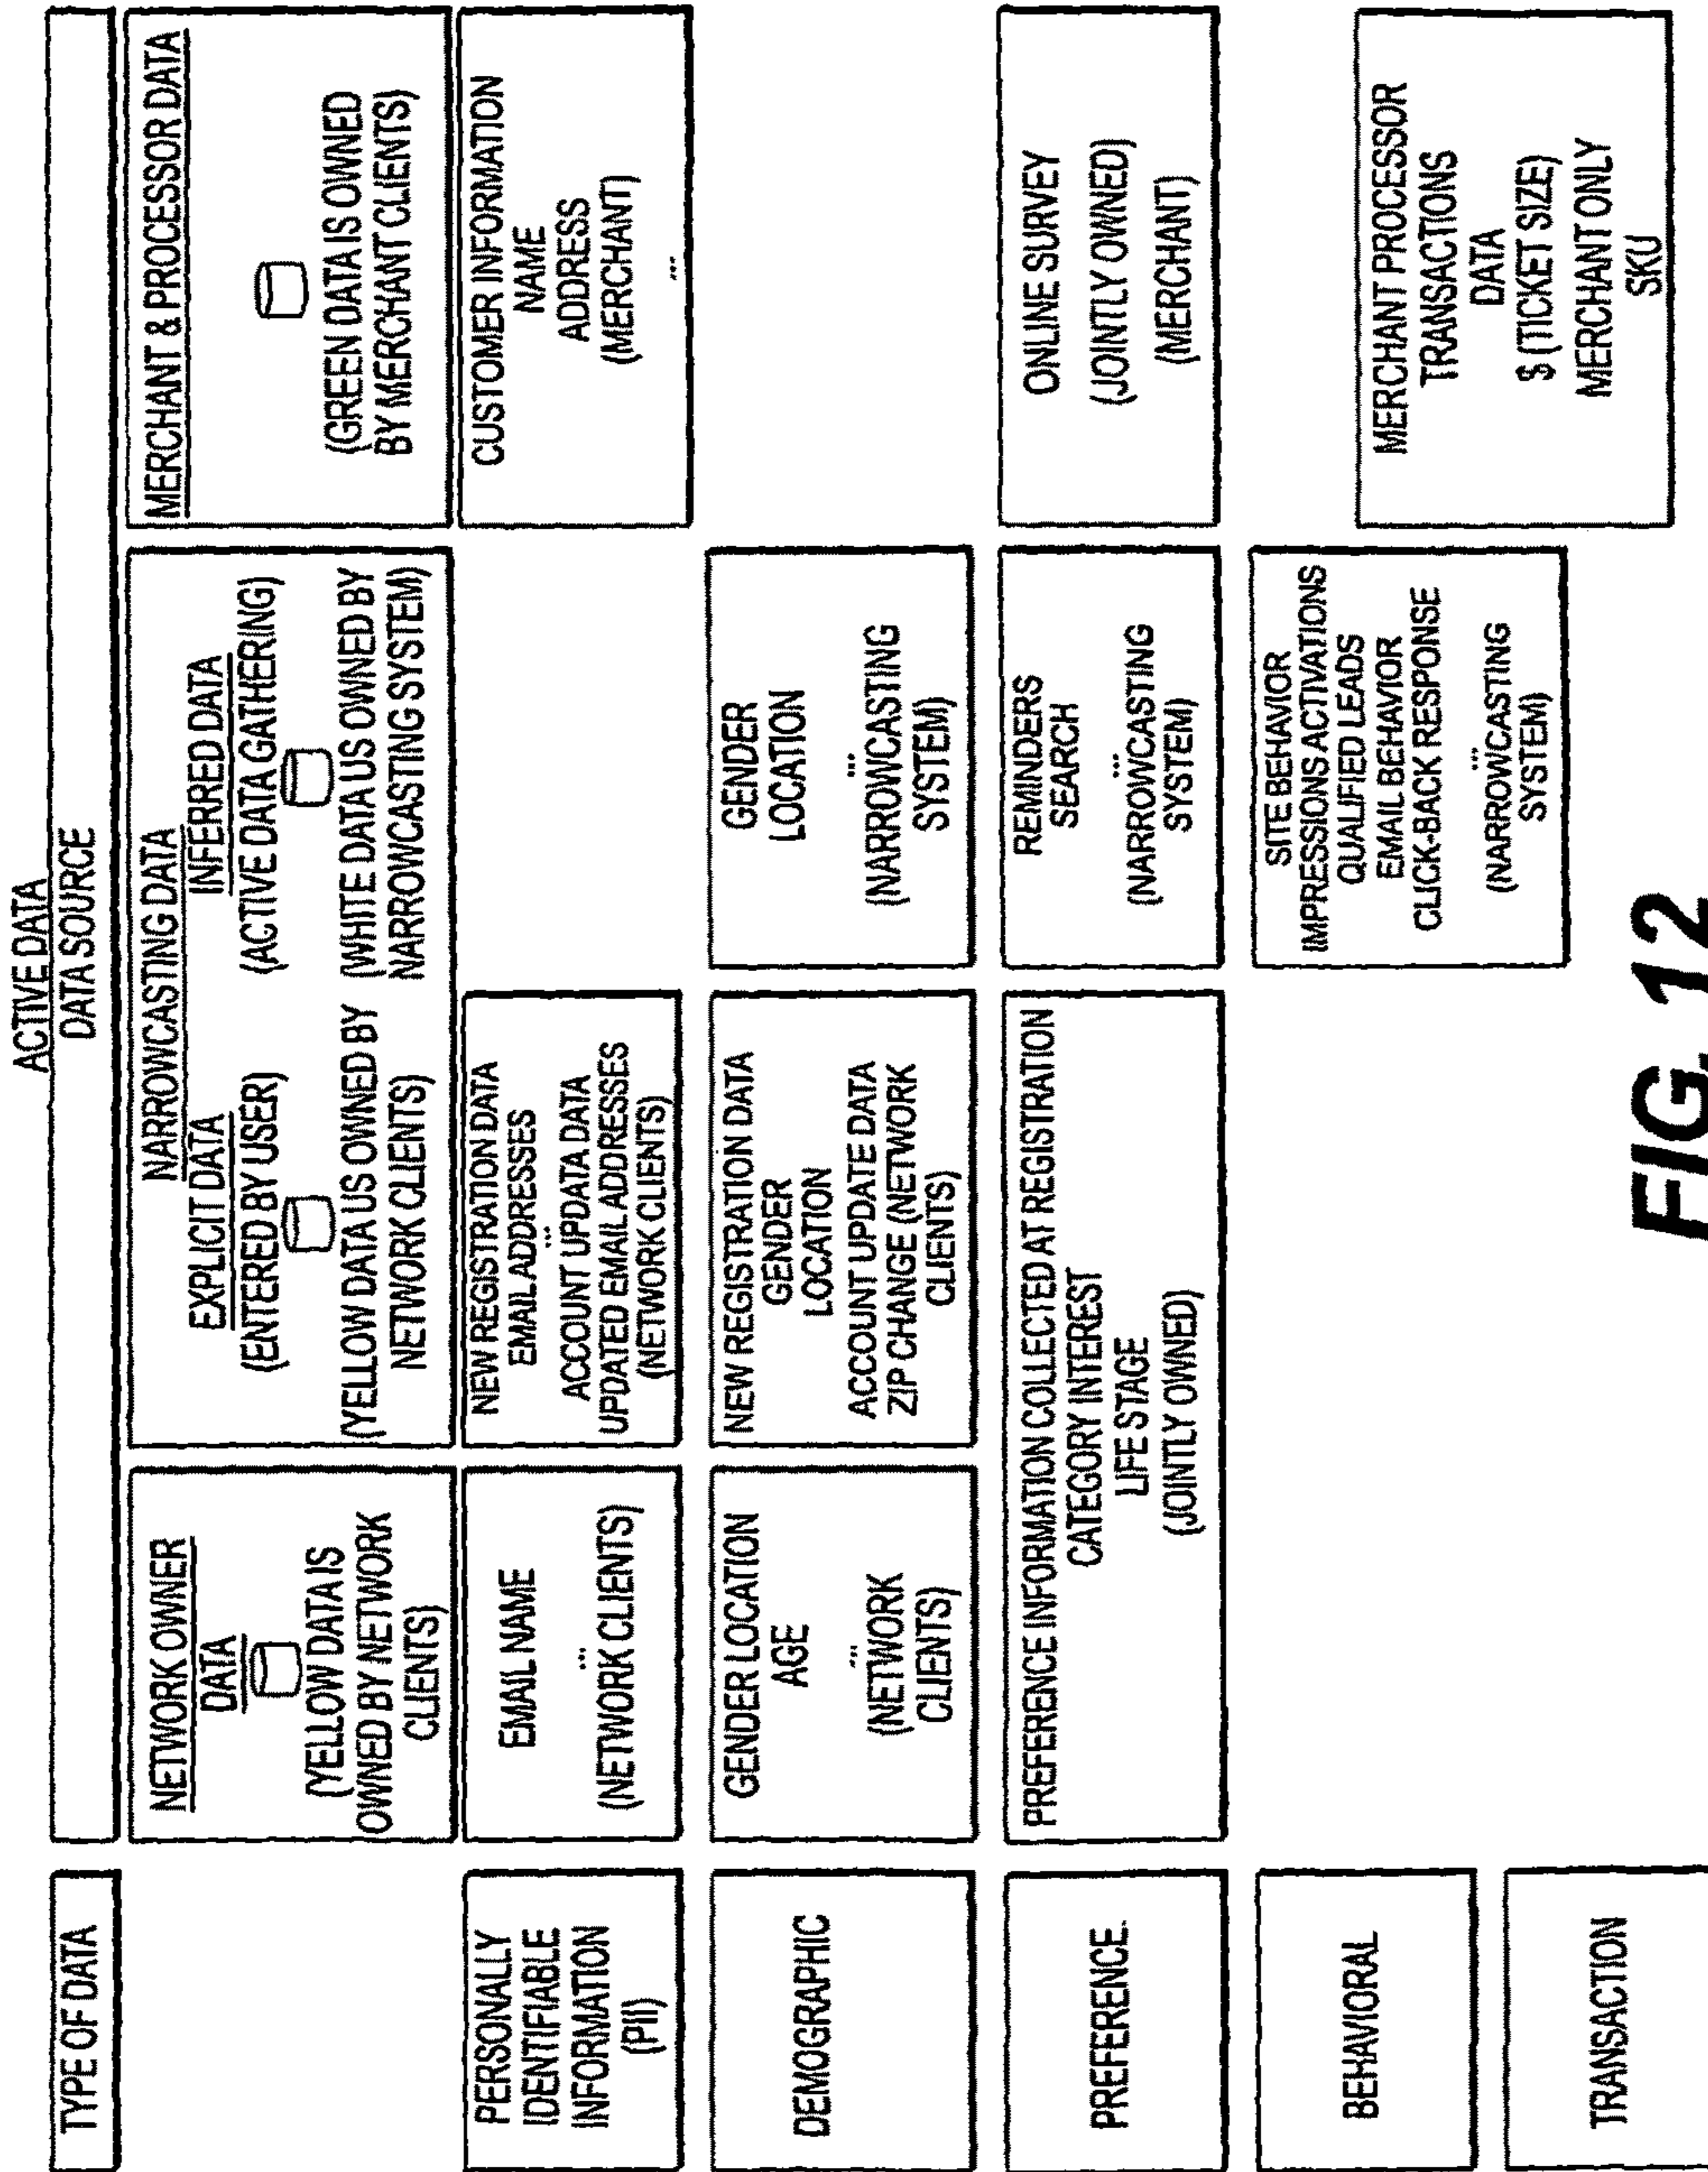 ACTIVE DATA
TYPE OF DATA
DATA SOURCE
NETWORK OWNER
DATA
(YELLOW DATA IS
OWNED BY NETWORK
CLIENTS)
NARROWCASTING DATA
EXPLICIT DATA
(ENTERED BY USER)
(YELLOW DATA US OWNED BY
NETWORK CLIENTS)
INFERRED DATA
(ACTIVE DATA GATHERING)
(WHITE DATA US OWNED BY
NARROWCASTING SYSTEM)
MERCHANT & PROCESSOR DATA
(GREEN DATA IS OWNED
BY MERCHANT CLIENTS)
PERSONALLY
IDENTIFIABLE
INFORMATION
(PII)
EMAIL NAME
...
(NETWORK CLIENTS)
NEW REGISTRATION DATA
EMAIL ADDRESSES
...
ACCOUNT UPDATA DATA
UPDATED EMAIL ADDRESSES
(NETWORK CLIENTS)
CUSTOMER INFORMATION
NAME
ADDRESS
(MERCHANT)
...
DEMOGRAPHIC
GENDER LOCATION
AGE
...
(NETWORK
CLIENTS)
NEW REGISTRATION DATA
GENDER
LOCATION
ACCOUNT UPDATE DATA
ZIP CHANGE (NETWORK
CLIENTS)
GENDER
LOCATION
...
(NARROWCASTING
SYSTEM)
PREFERENCE
PREFERENCE INFORMATION COLLECTED AT REGISTRATION
CATEGORY INTEREST
LIFE STAGE
(JOINTLY OWNED)
REMINDERS
SEARCH
...
(NARROWCASTING
SYSTEM)
ONLINE SURVEY
(JOINTLY OWNED)
(MERCHANT)
BEHAVIORAL
SITE BEHAVIOR
IMPRESSIONS ACTIVATIONS
QUALIFIED LEADS
EMAIL BEHAVIOR
CLICK-BACK RESPONSE
...
(NARROWCASTING
SYSTEM)
TRANSACTION
MERCHANT PROCESSOR
TRANSACTIONS
DATA
$ (TICKET SIZE)
MERCHANT ONLY
SKU
FIG. 12